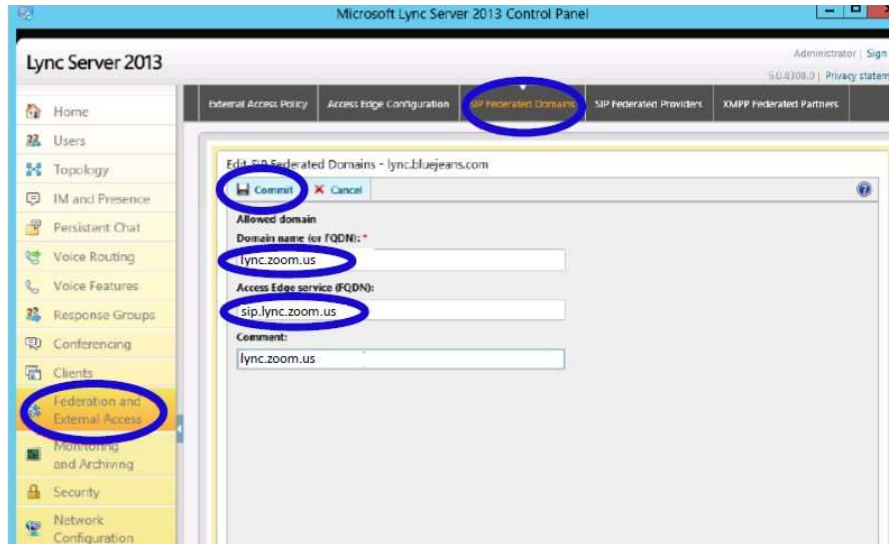 Microsoft Lync Server 2013 Control Panel
Lync Server 2013
Administrator | Sign
5.0.8308.0 | Privacy statem
Home
Users
Topology
IM and Presence
Persistent Chat
Voice Routing
Voice Features
Response Groups
Conferencing
Clients
Federation and
External Access
Monitoring
and Archiving
Security
Network
Configuration
External Access Policy
Access Edge Configuration
SIP Federated Domains
SIP Federated Providers
XMPP Federated Partners
Edit SIP Federated Domains - lync.bluejeans.com
Commit
Cancel
Allowed domain
Domain name (or FQDN): *
lync.zoom.us
Access Edge service (FQDN):
sip.lync.zoom.us
Comment:
lync.zoom.us